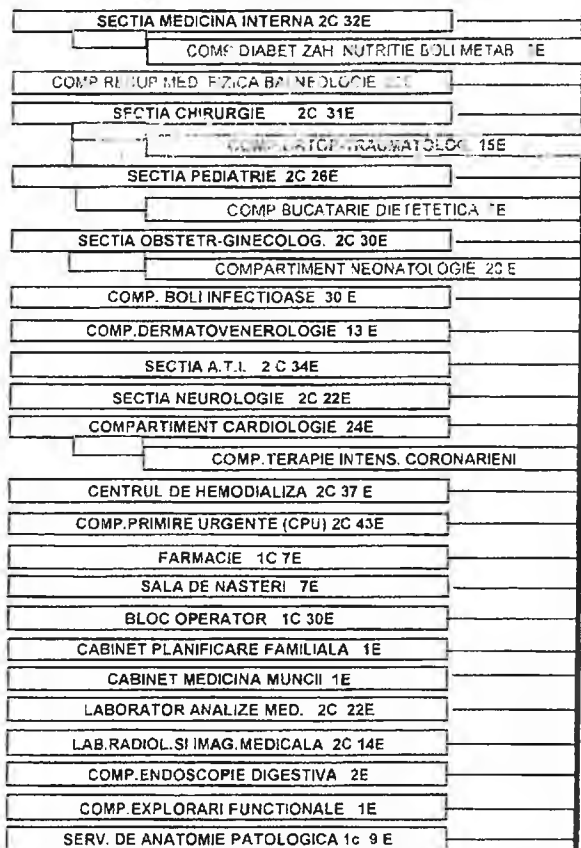 SECTIA MEDICINA INTERNA 2C 32E
COMP DIABET ZAH NUTRITIE BOLI METAB E
COMP RECUP MED. FIZICA BALNEOLOGIE
SECTIA CHIRURGIE 2C 31E
15E
SECTIA PEDIATRIE 2C 26E
COMP BUCATARIE DIETETETICA E
SECTIA OBSTETR-GINECOLOG. 2C 30E
COMPARTIMENT NEONATOLOGIE 20 E
COMP. BOLI INFECTIOASE 30 E
COMP.DERMATOVENEROLOGIE 13 E
SECTIA A.T.I. 2 C 34E
SECTIA NEUROLOGIE 2C 22E
COMPARTIMENT CARDIOLOGIE 24E
COMP.TERAPIE INTENS. CORONARIENI
CENTRUL DE HEMODIALIZA 2C 37 E
COMP.PRIMIRE URGENTE (CPU) 2C 43E
FARMACIE 1C 7E
SALA DE NASTERI 7E
BLOC OPERATOR 1C 30E
CABINET PLANIFICARE FAMILIALA 1E
CABINET MEDICINA MUNCII 1E
LABORATOR ANALIZE MED. 2C 22E
LAB.RADIOL.SI IMAG.MEDICALA 2C 14E
COMP.ENDOSCOPIE DIGESTIVA 2E
COMP.EXPLORARI FUNCTIONALE 1E
SERV. DE ANATOMIE PATOLOGICA 1c 9 E